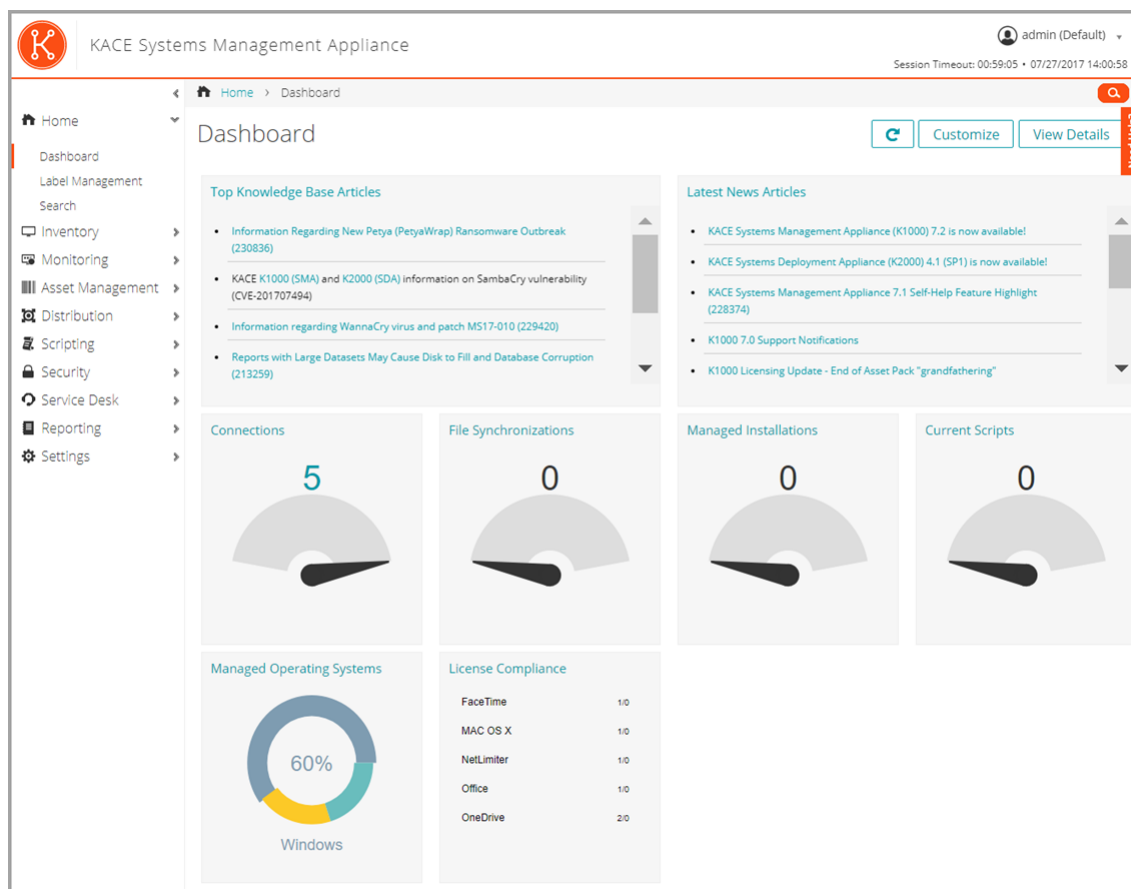 KACE Systems Management Appliance
admin (Default)
Session Timeout: 00:59:05 • 07/27/2017 14:00:58
Home > Dashboard
Home
Dashboard
Label Management
Search
Inventory
Monitoring
Asset Management
Distribution
Scripting
Security
Service Desk
Reporting
Settings
Dashboard
Customize
View Details
Top Knowledge Base Articles
• Information Regarding New Petya (PetyaWrap) Ransomware Outbreak
(230836)
• KACE K1000 (SMA) and K2000 (SDA) information on SambaCry vulnerability
(CVE-201707494)
• Information regarding WannaCry virus and patch MS17-010 (229420)
• Reports with Large Datasets May Cause Disk to Fill and Database Corruption
(213259)
Latest News Articles
• KACE Systems Management Appliance (K1000) 7.2 is now available!
• KACE Systems Deployment Appliance (K2000) 4.1 (SP1) is now available!
• KACE Systems Management Appliance 7.1 Self-Help Feature Highlight
(228374)
• K1000 7.0 Support Notifications
• K1000 Licensing Update - End of Asset Pack "grandfathering"
Connections
5
File Synchronizations
0
Managed Installations
0
Current Scripts
0
Managed Operating Systems
60%
Windows
License Compliance
FaceTime 1/0
MAC OS X 1/0
NetLimiter 1/0
Office 1/0
OneDrive 2/0